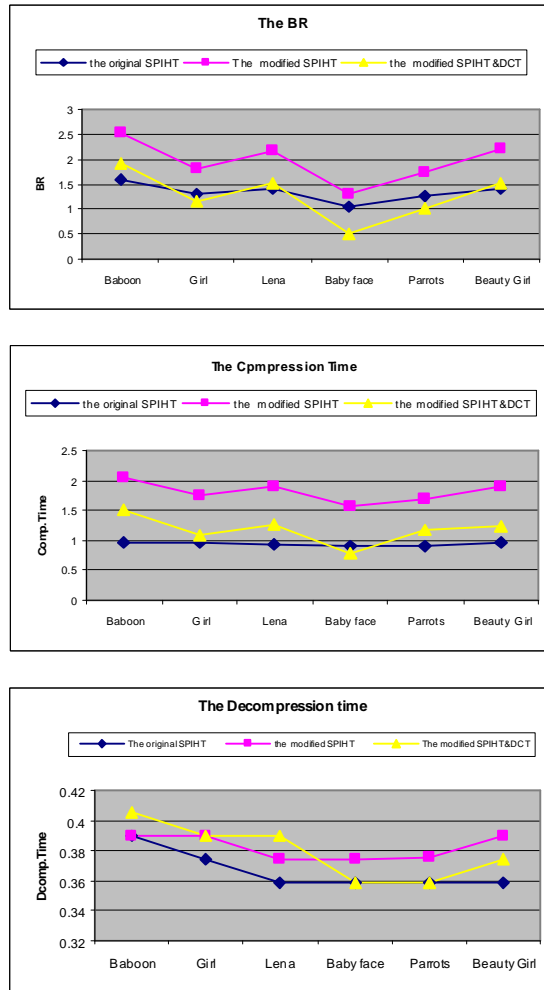 The BR
the original SPIHT The modified SPIHT the modified SPIHT &DCT
3
2.5
2
1.5
1
0.5
0
BR
Baboon Girl Lena Baby face Parrots Beauty Girl
The Cpmpression Time
the original SPIHT the modified SPIHT the modified SPIHT &DCT
2.5
2
1.5
1
0.5
0
Comp.Time
Baboon Girl Lena Baby face Parrots Beauty Girl
The Decompression time
The original SPIHT the modified SPIHT The modified SPIHT&DCT
0.42
0.4
0.38
0.36
0.34
0.32
Dcomp.Time
Baboon Girl Lena Baby face Parrots Beauty Girl